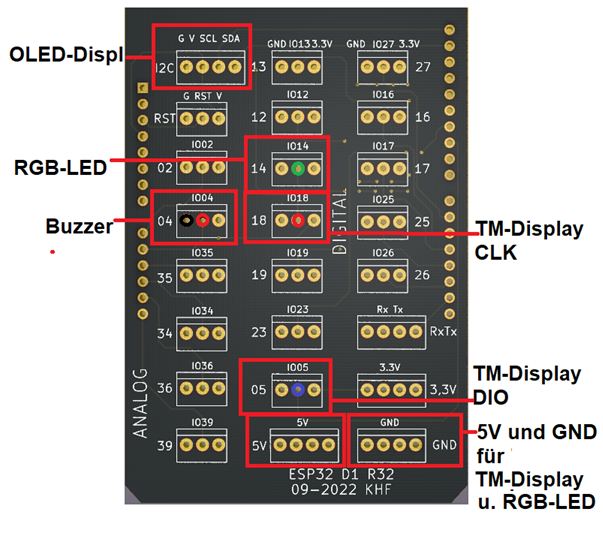 OLED-Displ
G V SCL SDA
I2C
GND IO13 3.3V
13
GND IO27 3.3V
27
G RST V
RST
IO12
12
IO16
16
RGB-LED
IO02
02
IO14
14
IO17
17
Buzzer
IO04
04
IO18
18
DIGITAL
IO25
25
TM-Display
CLK
IO35
35
IO19
19
IO26
26
IO34
34
IO23
23
Rx Tx
RxTx
ANALOG
IO36
36
IO05
05
3.3V
3,3V
TM-Display
DIO
IO39
39
5V
5V
GND
GND
5V und GND
für
TM-Display
u. RGB-LED
ESP32 D1 R32
09-2022 KHF